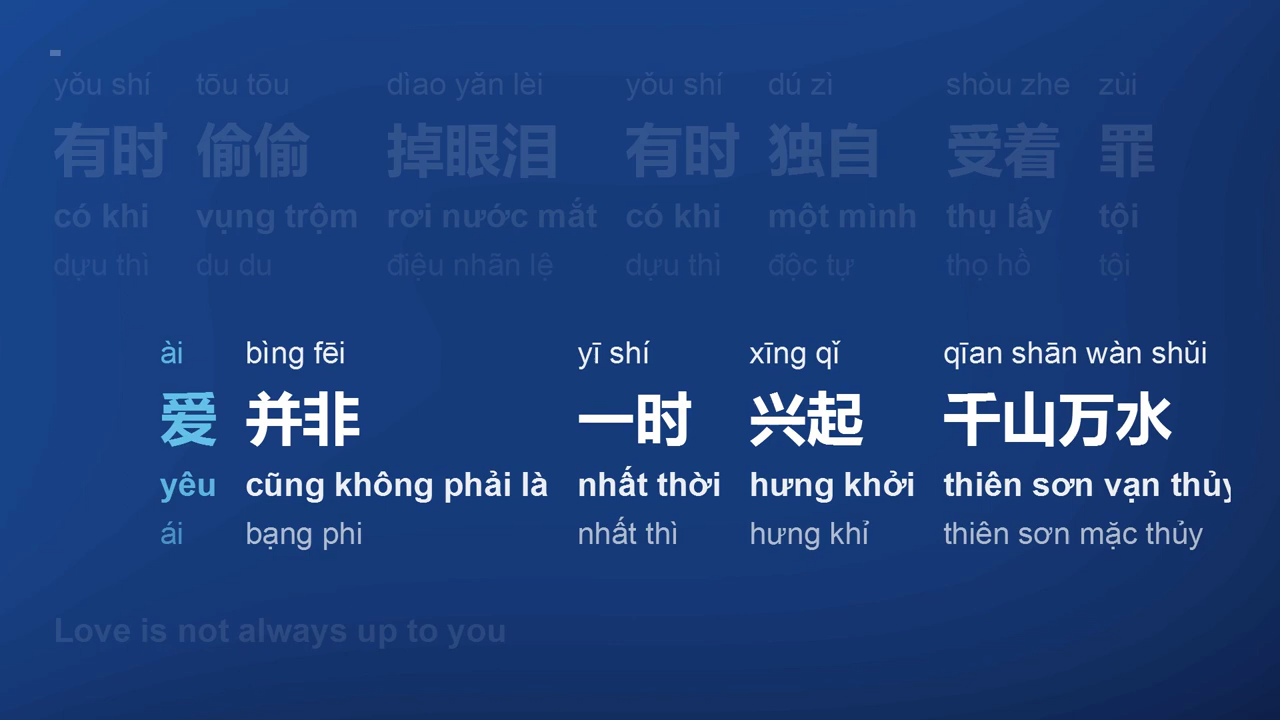 yǒu shí tōu tōu dìao yǎn lèi yǒu shí dú zì shòu zhe zùi
有时 偷偷 掉眼泪 有时 独自 受着 罪
có khi vụng trộm rơi nước mắt có khi một mình thụ lấy tội
dựu thì du du điệu nhãn lệ dựu thì độc tự thọ hồ tội
ài bìng fēi yī shí xīng qǐ qīan shān wàn shǔi
爱 并非 一时 兴起 千山万水
yêu cũng không phải là nhất thời hưng khởi thiên sơn vạn thủy
ái bạng phi nhất thì hưng khỉ thiên sơn mặc thủy
Love is not always up to you